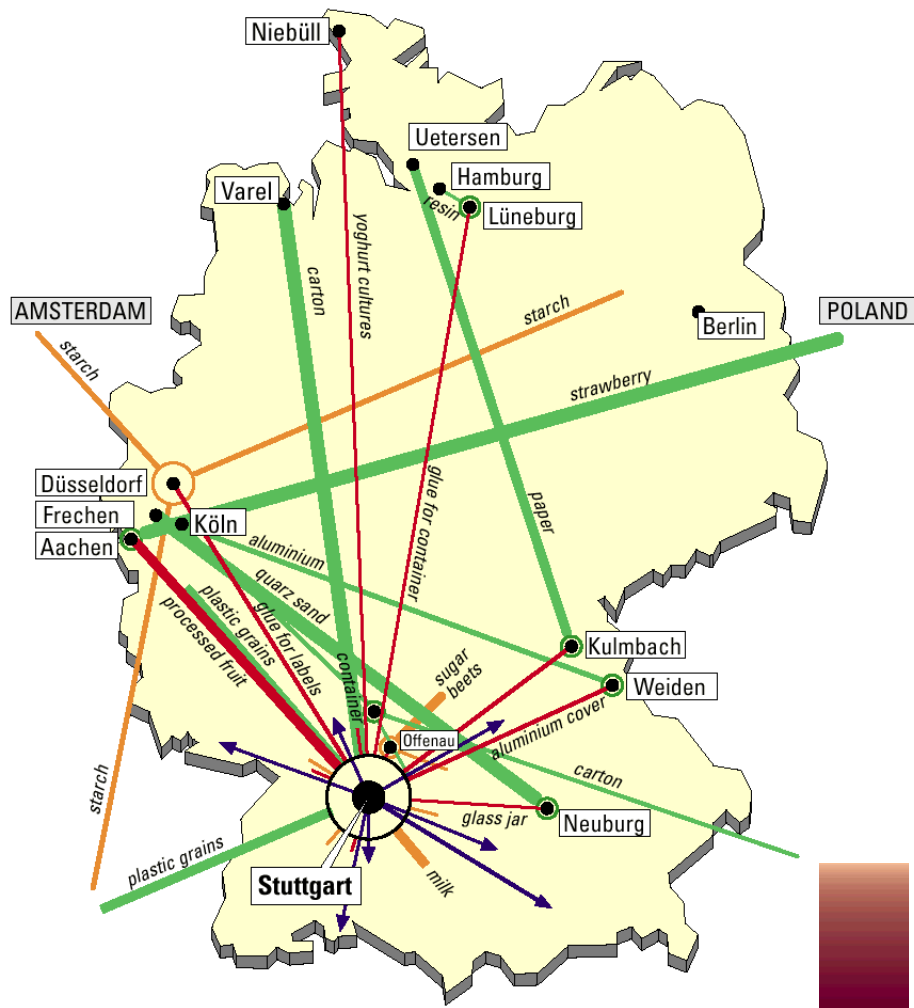 Niebüll
Uetersen
Hamburg
resin
Varel
Lüneburg
yoghurt cultures
carton
AMSTERDAM
starch
starch
Berlin
POLAND
strawberry
Düsseldorf
glue for container
Frechen
Köln
paper
Aachen
aluminium
quarz sand
plastic grains
glue for labels
processed fruit
Kulmbach
container
sugar
beets
Weiden
Offenau
aluminium cover
starch
carton
glass jar
Neuburg
plastic grains
milk
Stuttgart